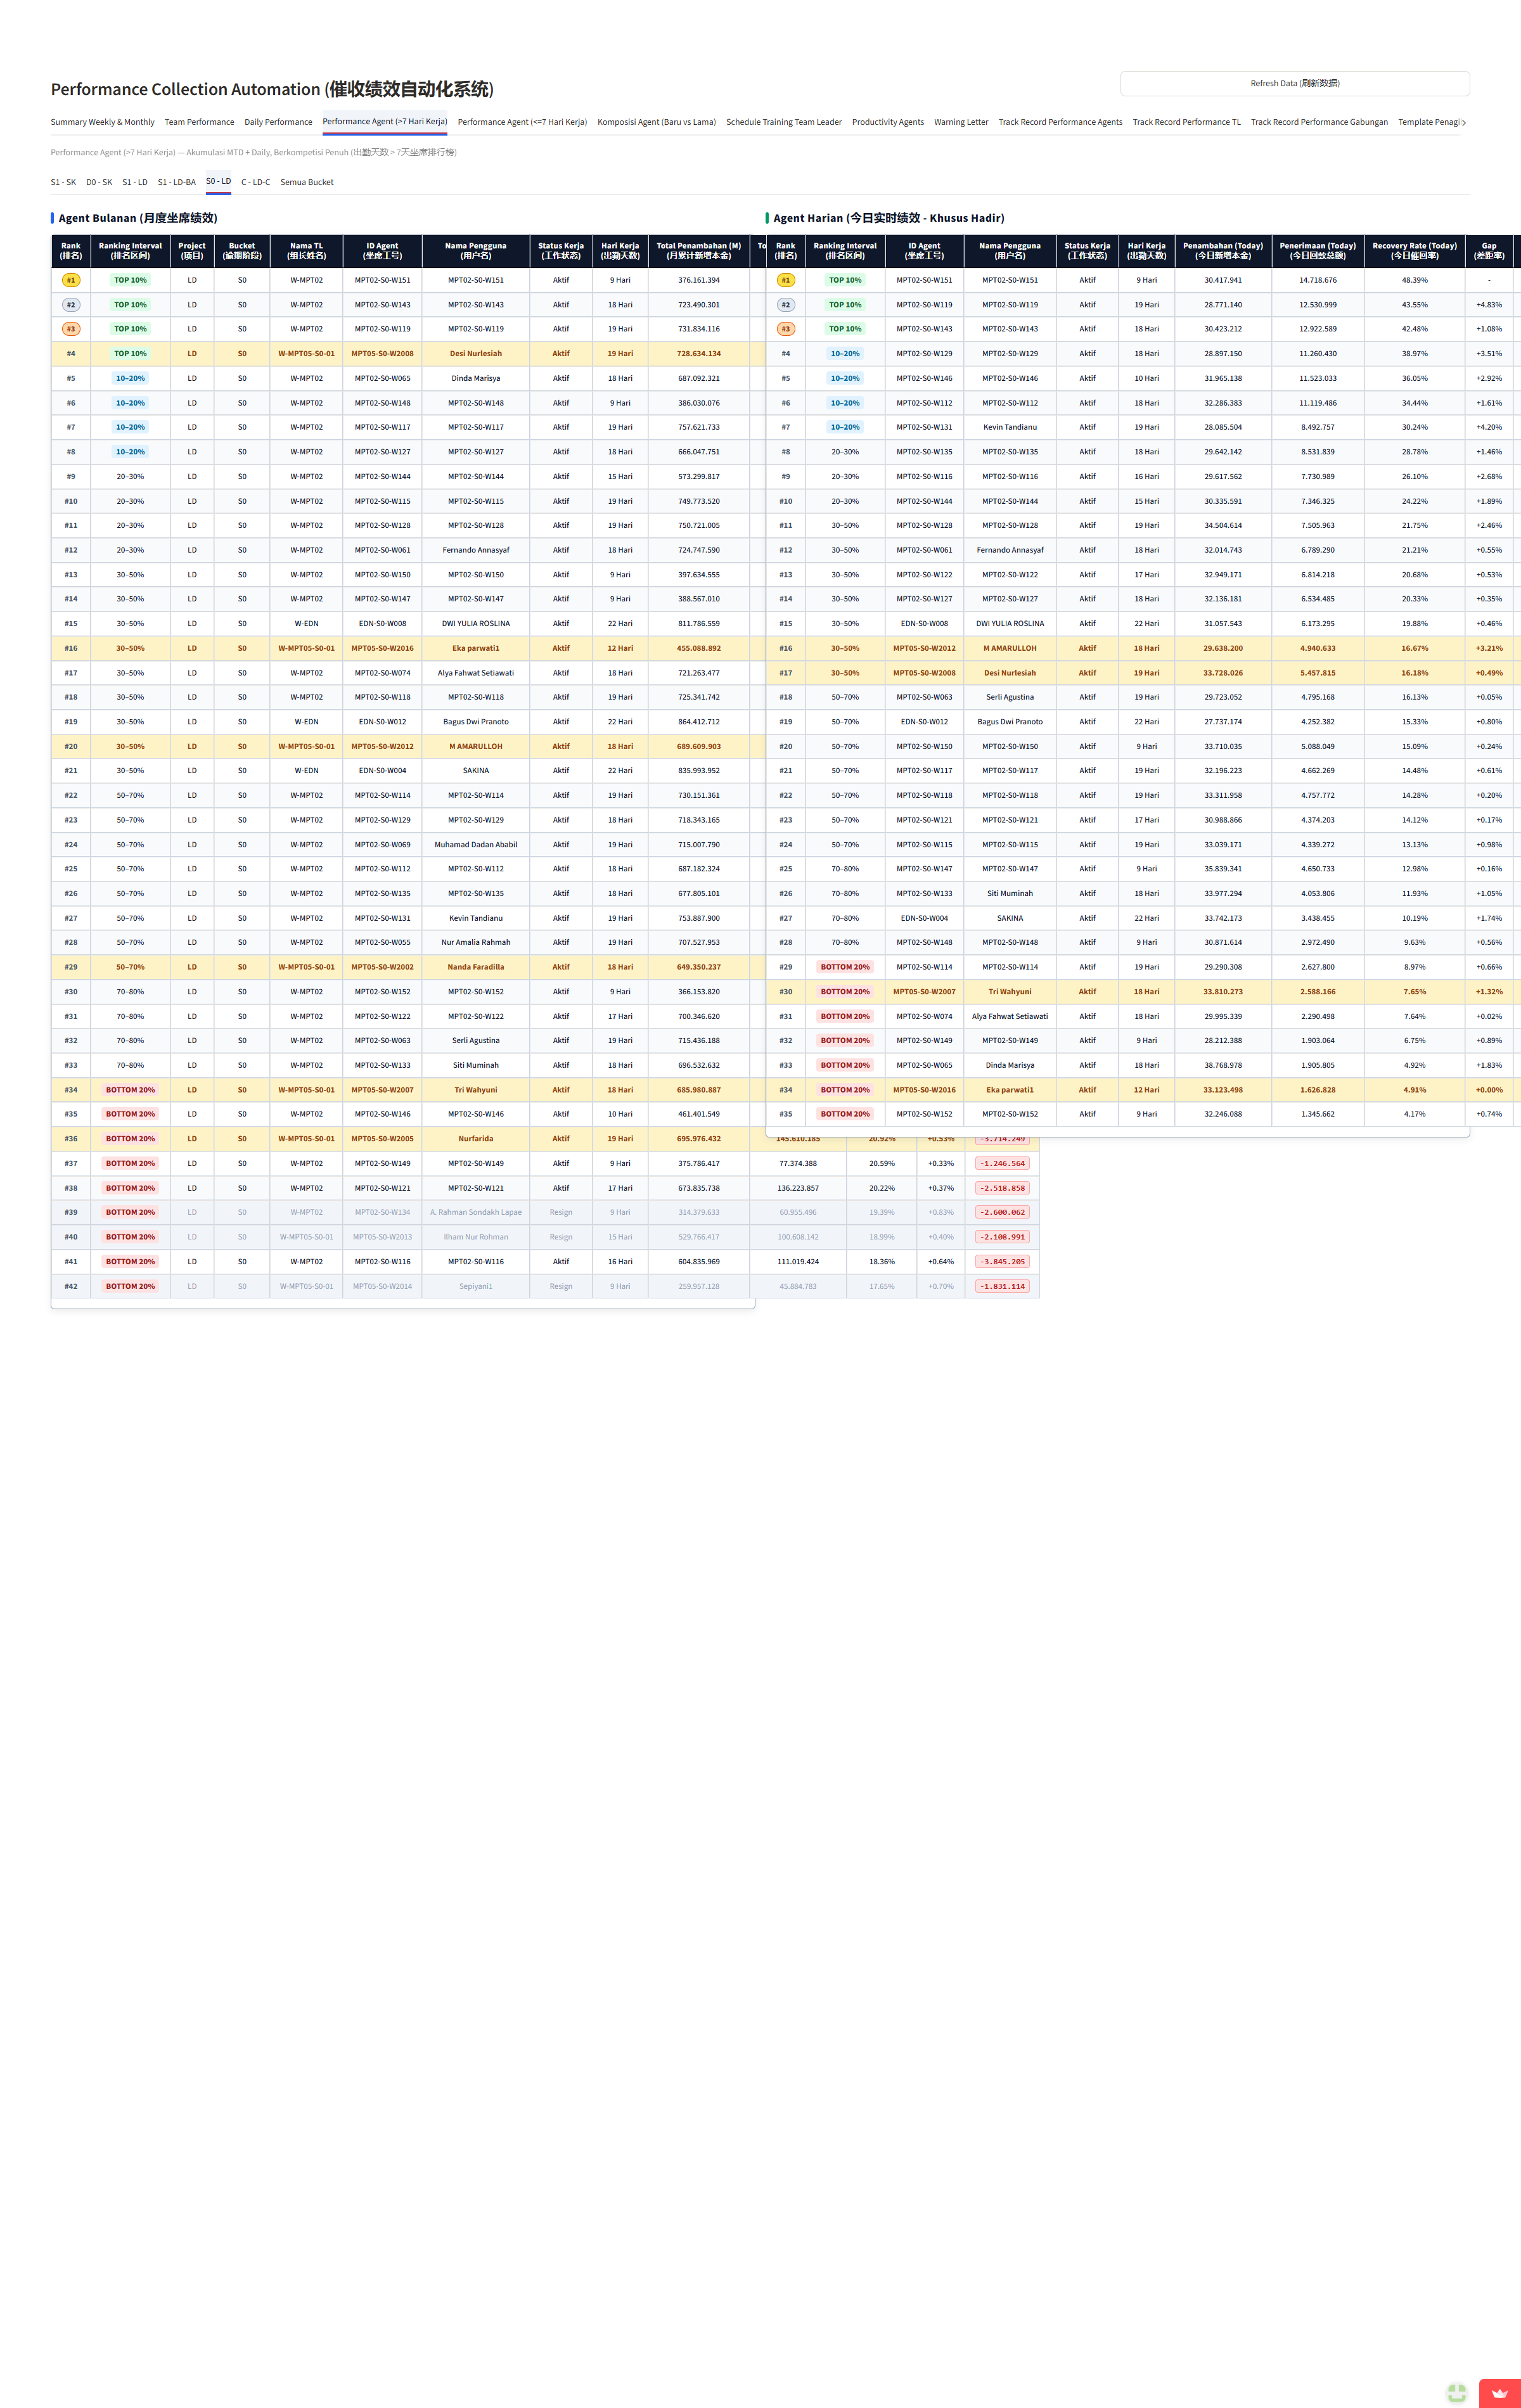 Performance Collection Automation (催收绩效自动化系统)
Refresh Data (刷新数据)
Summary Weekly & Monthly Team Performance Daily Performance Performance Agent (>7 Hari Kerja) Performance Agent (<=7 Hari Kerja) Komposisi Agent (Baru vs Lama) Schedule Training Team Leader Productivity Agents Warning Letter Track Record Performance Agents Track Record Performance TL Track Record Performance Gabungan Template Penagi
Performance Agent (>7 Hari Kerja) — Akumulasi MTD + Daily, Berkompetisi Penuh (出勤天数 > 7天坐席排行榜)
S1 - SK D0 - SK S1 - LD S1 - LD-BA S0 - LD C - LD-C Semua Bucket
Agent Bulanan (月度坐席绩效)
Rank Ranking Interval Project Bucket Nama TL ID Agent Nama Pengguna Status Kerja Hari Kerja Total Penambahan (M) To
(排名) (排名区间) (项目) (逾期阶段) (组长姓名) (坐席工号) (用户名) (工作状态) (出勤天数) (月累计新增本金)
#1 TOP 10% LD S0 W-MPT02 MPT02-S0-W151 MPT02-S0-W151 Aktif 9 Hari 376.161.394
#2 TOP 10% LD S0 W-MPT02 MPT02-S0-W143 MPT02-S0-W143 Aktif 18 Hari 723.490.301
#3 TOP 10% LD S0 W-MPT02 MPT02-S0-W119 MPT02-S0-W119 Aktif 19 Hari 731.834.116
#4 TOP 10% LD S0 W-MPT05-S0-01 MPT05-S0-W2008 Desi Nurlesiah Aktif 19 Hari 728.634.134
#5 10–20% LD S0 W-MPT02 MPT02-S0-W065 Dinda Marisya Aktif 18 Hari 687.092.321
#6 10–20% LD S0 W-MPT02 MPT02-S0-W148 MPT02-S0-W148 Aktif 9 Hari 386.030.076
#7 10–20% LD S0 W-MPT02 MPT02-S0-W117 MPT02-S0-W117 Aktif 19 Hari 757.621.733
#8 10–20% LD S0 W-MPT02 MPT02-S0-W127 MPT02-S0-W127 Aktif 18 Hari 666.047.751
#9 20–30% LD S0 W-MPT02 MPT02-S0-W144 MPT02-S0-W144 Aktif 15 Hari 573.299.817
#10 20–30% LD S0 W-MPT02 MPT02-S0-W115 MPT02-S0-W115 Aktif 19 Hari 749.773.520
#11 20–30% LD S0 W-MPT02 MPT02-S0-W128 MPT02-S0-W128 Aktif 19 Hari 750.721.005
#12 20–30% LD S0 W-MPT02 MPT02-S0-W061 Fernando Annasyaf Aktif 18 Hari 724.747.590
#13 30–50% LD S0 W-MPT02 MPT02-S0-W150 MPT02-S0-W150 Aktif 9 Hari 397.634.555
#14 30–50% LD S0 W-MPT02 MPT02-S0-W147 MPT02-S0-W147 Aktif 9 Hari 388.567.010
#15 30–50% LD S0 W-EDN EDN-S0-W008 DWI YULIA ROSLINA Aktif 22 Hari 811.786.559
#16 30–50% LD S0 W-MPT05-S0-01 MPT05-S0-W2016 Eka parwati1 Aktif 12 Hari 455.088.892
#17 30–50% LD S0 W-MPT02 MPT02-S0-W074 Alya Fahwat Setiawati Aktif 18 Hari 721.263.477
#18 30–50% LD S0 W-MPT02 MPT02-S0-W118 MPT02-S0-W118 Aktif 19 Hari 725.341.742
#19 30–50% LD S0 W-EDN EDN-S0-W012 Bagus Dwi Pranoto Aktif 22 Hari 864.412.712
#20 30–50% LD S0 W-MPT05-S0-01 MPT05-S0-W2012 M AMARULLOH Aktif 18 Hari 689.609.903
#21 30–50% LD S0 W-EDN EDN-S0-W004 SAKINA Aktif 22 Hari 835.993.952
#22 50–70% LD S0 W-MPT02 MPT02-S0-W114 MPT02-S0-W114 Aktif 19 Hari 730.151.361
#23 50–70% LD S0 W-MPT02 MPT02-S0-W129 MPT02-S0-W129 Aktif 18 Hari 718.343.165
#24 50–70% LD S0 W-MPT02 MPT02-S0-W069 Muhamad Dadan Ababil Aktif 19 Hari 715.007.790
#25 50–70% LD S0 W-MPT02 MPT02-S0-W112 MPT02-S0-W112 Aktif 18 Hari 687.182.324
#26 50–70% LD S0 W-MPT02 MPT02-S0-W135 MPT02-S0-W135 Aktif 18 Hari 677.805.101
#27 50–70% LD S0 W-MPT02 MPT02-S0-W131 Kevin Tandianu Aktif 19 Hari 753.887.900
#28 50–70% LD S0 W-MPT02 MPT02-S0-W055 Nur Amalia Rahmah Aktif 19 Hari 707.527.953
#29 50–70% LD S0 W-MPT05-S0-01 MPT05-S0-W2002 Nanda Faradilla Aktif 18 Hari 649.350.237
#30 70–80% LD S0 W-MPT02 MPT02-S0-W152 MPT02-S0-W152 Aktif 9 Hari 366.153.820
#31 70–80% LD S0 W-MPT02 MPT02-S0-W122 MPT02-S0-W122 Aktif 17 Hari 700.346.620
#32 70–80% LD S0 W-MPT02 MPT02-S0-W063 Serli Agustina Aktif 19 Hari 715.436.188
#33 70–80% LD S0 W-MPT02 MPT02-S0-W133 Siti Muminah Aktif 18 Hari 696.532.632
#34 BOTTOM 20% LD S0 W-MPT05-S0-01 MPT05-S0-W2007 Tri Wahyuni Aktif 18 Hari 685.980.887
#35 BOTTOM 20% LD S0 W-MPT02 MPT02-S0-W146 MPT02-S0-W146 Aktif 10 Hari 461.401.549
#36 BOTTOM 20% LD S0 W-MPT05-S0-01 MPT05-S0-W2005 Nurfarida Aktif 19 Hari 695.976.432 145.610.185 20.92% +0.53% -3.714.249
#37 BOTTOM 20% LD S0 W-MPT02 MPT02-S0-W149 MPT02-S0-W149 Aktif 9 Hari 375.786.417 77.374.388 20.59% +0.33% -1.246.564
#38 BOTTOM 20% LD S0 W-MPT02 MPT02-S0-W121 MPT02-S0-W121 Aktif 17 Hari 673.835.738 136.223.857 20.22% +0.37% -2.518.858
#39 BOTTOM 20% LD S0 W-MPT02 MPT02-S0-W134 A. Rahman Sondakh Lapae Resign 9 Hari 314.379.633 60.955.496 19.39% +0.83% -2.600.062
#40 BOTTOM 20% LD S0 W-MPT05-S0-01 MPT05-S0-W2013 Ilham Nur Rohman Resign 15 Hari 529.766.417 100.608.142 18.99% +0.40% -2.108.991
#41 BOTTOM 20% LD S0 W-MPT02 MPT02-S0-W116 MPT02-S0-W116 Aktif 16 Hari 604.835.969 111.019.424 18.36% +0.64% -3.845.205
#42 BOTTOM 20% LD S0 W-MPT05-S0-01 MPT05-S0-W2014 Sepiyani1 Resign 9 Hari 259.957.128 45.884.783 17.65% +0.70% -1.831.114
Agent Harian (今日实时绩效 - Khusus Hadir)
Rank Ranking Interval ID Agent Nama Pengguna Status Kerja Hari Kerja Penambahan (Today) Penerimaan (Today) Recovery Rate (Today) Gap
(排名) (排名区间) (坐席工号) (用户名) (工作状态) (出勤天数) (今日新增本金) (今日回款总额) (今日催回率) (差距率)
#1 TOP 10% MPT02-S0-W151 MPT02-S0-W151 Aktif 9 Hari 30.417.941 14.718.676 48.39% -
#2 TOP 10% MPT02-S0-W119 MPT02-S0-W119 Aktif 19 Hari 28.771.140 12.530.999 43.55% +4.83%
#3 TOP 10% MPT02-S0-W143 MPT02-S0-W143 Aktif 18 Hari 30.423.212 12.922.589 42.48% +1.08%
#4 10–20% MPT02-S0-W129 MPT02-S0-W129 Aktif 18 Hari 28.897.150 11.260.430 38.97% +3.51%
#5 10–20% MPT02-S0-W146 MPT02-S0-W146 Aktif 10 Hari 31.965.138 11.523.033 36.05% +2.92%
#6 10–20% MPT02-S0-W112 MPT02-S0-W112 Aktif 18 Hari 32.286.383 11.119.486 34.44% +1.61%
#7 10–20% MPT02-S0-W131 Kevin Tandianu Aktif 19 Hari 28.085.504 8.492.757 30.24% +4.20%
#8 20–30% MPT02-S0-W135 MPT02-S0-W135 Aktif 18 Hari 29.642.142 8.531.839 28.78% +1.46%
#9 20–30% MPT02-S0-W116 MPT02-S0-W116 Aktif 16 Hari 29.617.562 7.730.989 26.10% +2.68%
#10 20–30% MPT02-S0-W144 MPT02-S0-W144 Aktif 15 Hari 30.335.591 7.346.325 24.22% +1.89%
#11 30–50% MPT02-S0-W128 MPT02-S0-W128 Aktif 19 Hari 34.504.614 7.505.963 21.75% +2.46%
#12 30–50% MPT02-S0-W061 Fernando Annasyaf Aktif 18 Hari 32.014.743 6.789.290 21.21% +0.55%
#13 30–50% MPT02-S0-W122 MPT02-S0-W122 Aktif 17 Hari 32.949.171 6.814.218 20.68% +0.53%
#14 30–50% MPT02-S0-W127 MPT02-S0-W127 Aktif 18 Hari 32.136.181 6.534.485 20.33% +0.35%
#15 30–50% EDN-S0-W008 DWI YULIA ROSLINA Aktif 22 Hari 31.057.543 6.173.295 19.88% +0.46%
#16 30–50% MPT05-S0-W2012 M AMARULLOH Aktif 18 Hari 29.638.200 4.940.633 16.67% +3.21%
#17 30–50% MPT05-S0-W2008 Desi Nurlesiah Aktif 19 Hari 33.728.026 5.457.815 16.18% +0.49%
#18 50–70% MPT02-S0-W063 Serli Agustina Aktif 19 Hari 29.723.052 4.795.168 16.13% +0.05%
#19 50–70% EDN-S0-W012 Bagus Dwi Pranoto Aktif 22 Hari 27.737.174 4.252.382 15.33% +0.80%
#20 50–70% MPT02-S0-W150 MPT02-S0-W150 Aktif 9 Hari 33.710.035 5.088.049 15.09% +0.24%
#21 50–70% MPT02-S0-W117 MPT02-S0-W117 Aktif 19 Hari 32.196.223 4.662.269 14.48% +0.61%
#22 50–70% MPT02-S0-W118 MPT02-S0-W118 Aktif 19 Hari 33.311.958 4.757.772 14.28% +0.20%
#23 50–70% MPT02-S0-W121 MPT02-S0-W121 Aktif 17 Hari 30.988.866 4.374.203 14.12% +0.17%
#24 50–70% MPT02-S0-W115 MPT02-S0-W115 Aktif 19 Hari 33.039.171 4.339.272 13.13% +0.98%
#25 70–80% MPT02-S0-W147 MPT02-S0-W147 Aktif 9 Hari 35.839.341 4.650.733 12.98% +0.16%
#26 70–80% MPT02-S0-W133 Siti Muminah Aktif 18 Hari 33.977.294 4.053.806 11.93% +1.05%
#27 70–80% EDN-S0-W004 SAKINA Aktif 22 Hari 33.742.173 3.438.455 10.19% +1.74%
#28 70–80% MPT02-S0-W148 MPT02-S0-W148 Aktif 9 Hari 30.871.614 2.972.490 9.63% +0.56%
#29 BOTTOM 20% MPT02-S0-W114 MPT02-S0-W114 Aktif 19 Hari 29.290.308 2.627.800 8.97% +0.66%
#30 BOTTOM 20% MPT05-S0-W2007 Tri Wahyuni Aktif 18 Hari 33.810.273 2.588.166 7.65% +1.32%
#31 BOTTOM 20% MPT02-S0-W074 Alya Fahwat Setiawati Aktif 18 Hari 29.995.339 2.290.498 7.64% +0.02%
#32 BOTTOM 20% MPT02-S0-W149 MPT02-S0-W149 Aktif 9 Hari 28.212.388 1.903.064 6.75% +0.89%
#33 BOTTOM 20% MPT02-S0-W065 Dinda Marisya Aktif 18 Hari 38.768.978 1.905.805 4.92% +1.83%
#34 BOTTOM 20% MPT05-S0-W2016 Eka parwati1 Aktif 12 Hari 33.123.498 1.626.828 4.91% +0.00%
#35 BOTTOM 20% MPT02-S0-W152 MPT02-S0-W152 Aktif 9 Hari 32.246.088 1.345.662 4.17% +0.74%